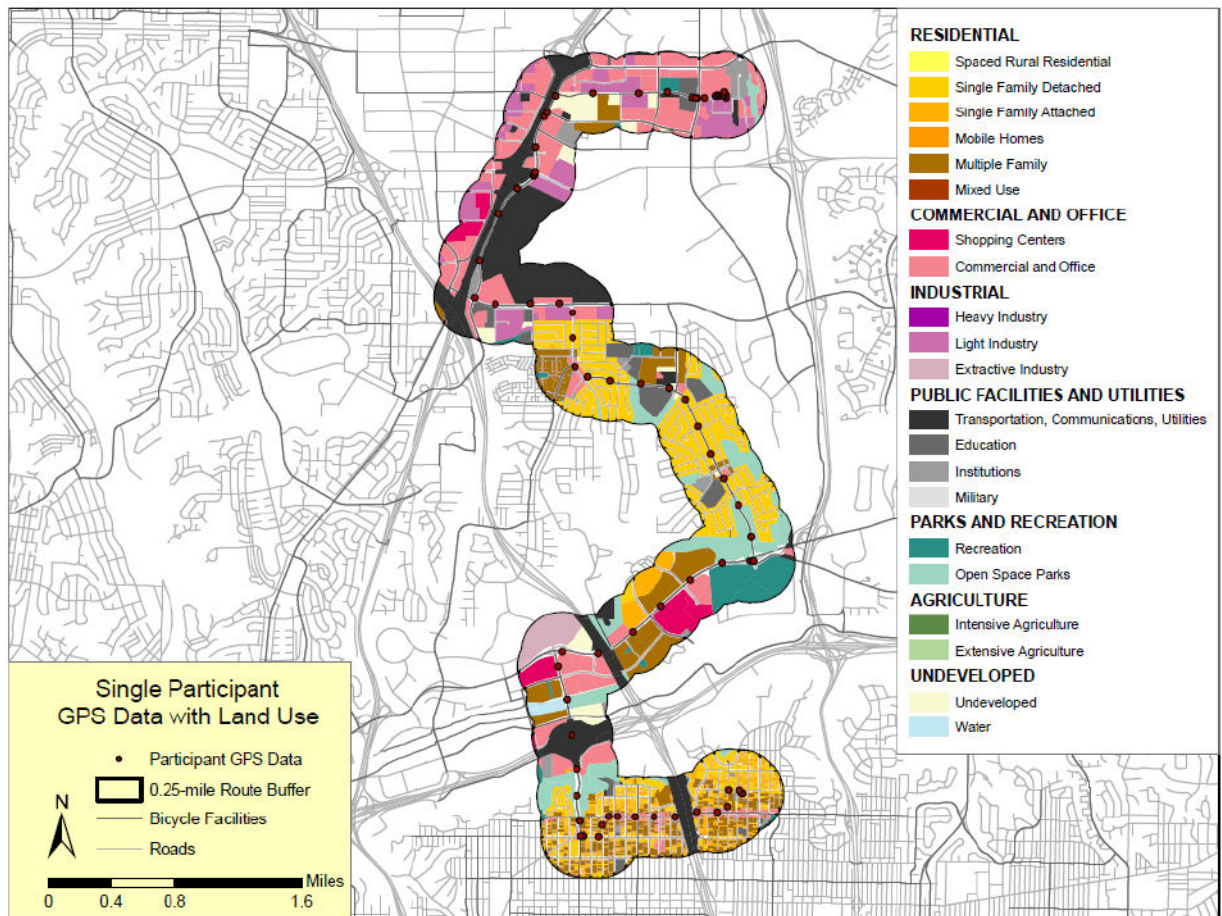 RESIDENTIAL
Spaced Rural Residential
Single Family Detached
Single Family Attached
Mobile Homes
Multiple Family
Mixed Use
COMMERCIAL AND OFFICE
Shopping Centers
Commercial and Office
INDUSTRIAL
Heavy Industry
Light Industry
Extractive Industry
PUBLIC FACILITIES AND UTILITIES
Transportation, Communications, Utilities
Education
Institutions
Military
PARKS AND RECREATION
Recreation
Open Space Parks
AGRICULTURE
Intensive Agriculture
Extensive Agriculture
UNDEVELOPED
Undeveloped
Water
Single Participant
GPS Data with Land Use
Participant GPS Data
0.25-mile Route Buffer
Bicycle Facilities
Roads
N
Miles
0 0.4 0.8 1.6